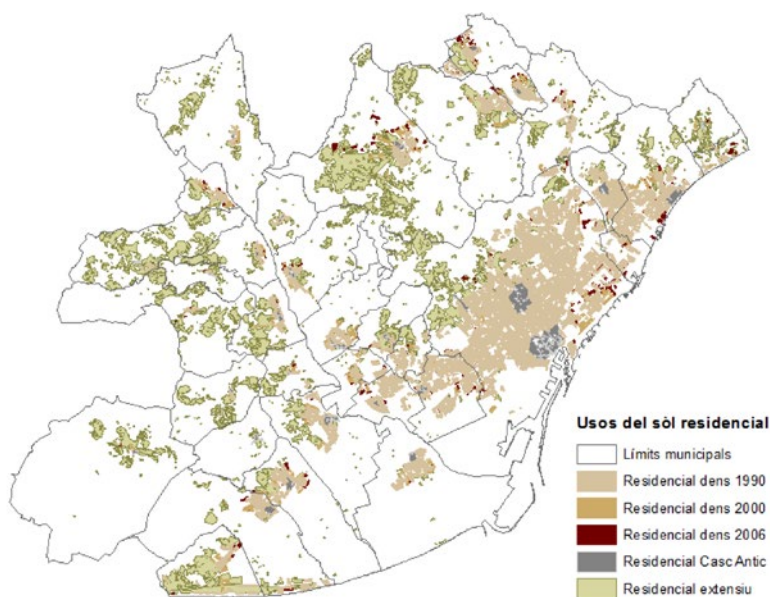 Usos del sòl residencial
Límits municipals
Residencial dens 1990
Residencial dens 2000
Residencial dens 2006
Residencial Casc Antic
Residencial extensiu